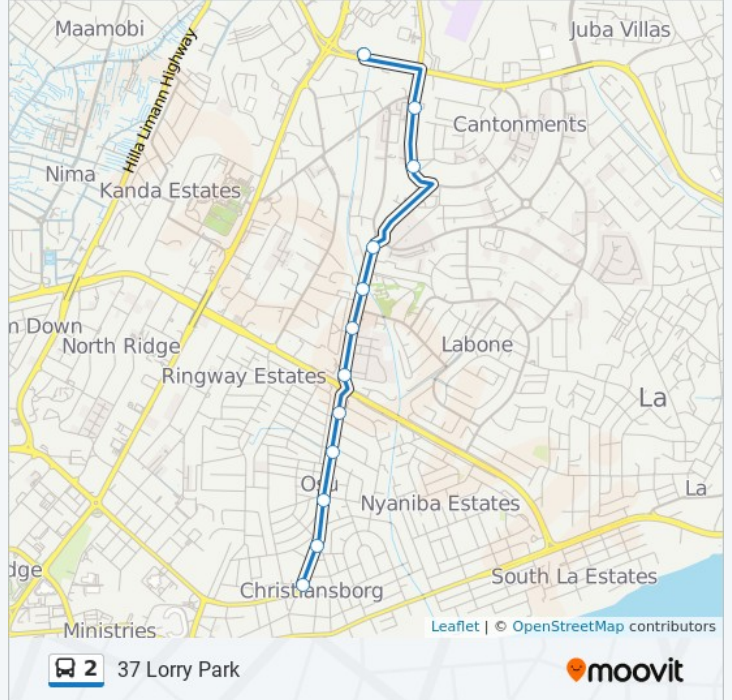 Maamobi
Juba Villas
Hilla Limann Highway
Cantonments
Nima
Kanda Estates
m Down
North Ridge
Labone
Ringway Estates
La
Osu
La
Nyaniba Estates
dge
South La Estates
Christiansborg
Ministries
Leaflet | © OpenStreetMap contributors
2 37 Lorry Park
moovit